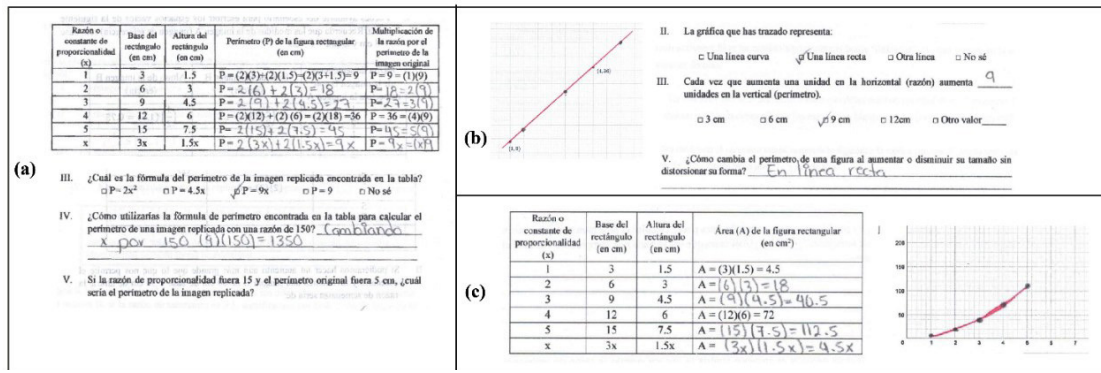 (a)
Razón o constante de proporcionalidad (x) Base del rectángulo (en cm) Altura del rectángulo (en cm) Perímetro (P) de la figura rectangular (en cm) Multiplicación de la razón por el perímetro de la imagen original
1 3 1.5 P = (2)(3)+(2)(1.5)=(2)(3+1.5)= 9 P = 9 = (1)(9)
2 6 3 P = 2(6) + 2(3) = 18 P= 18=2(9)
3 9 4.5 P = 2(9) + 2(4.5) = 27 P= 27=3(9)
4 12 6 P = (2)(12) + (2) (6) = (2)(18) =36 P = 36 = (4)(9)
5 15 7.5 P= 2(15) + 2(7.5) = 45 P= 45=5(9)
x 3x 1.5x P = 2(3x) + 2(1.5x) = 9x P = 9x =(x)9
III. ¿Cuál es la fórmula del perímetro de la imagen replicada encontrada en la tabla?
□ P= 2x² □ P = 4.5x ☑ P = 9x □ P = 9 □ No sé
IV. ¿Cómo utilizarías la fórmula de perímetro encontrada en la tabla para calcular el
perímetro de una imagen replicada con una razón de 150? Cambiando
x por 150 (9)(150) = 1350
V. Si la razón de proporcionalidad fuera 15 y el perímetro original fuera 5 cm, ¿cuál
sería el perímetro de la imagen replicada?
(b)
II. La gráfica que has trazado representa:
□ Una línea curva ☑ Una línea recta □ Otra línea □ No sé
III. Cada vez que aumenta una unidad en la horizontal (razón) aumenta 9
unidades en la vertical (perímetro).
□ 3 cm □ 6 cm ☑ 9 cm □ 12cm □ Otro valor
V. ¿Cómo cambia el perímetro de una figura al aumentar o disminuir su tamaño sin
distorsionar su forma? En línea recta
(c)
Razón o constante de proporcionalidad (x) Base del rectángulo (en cm) Altura del rectángulo (en cm) Área (A) de la figura rectangular (en cm²)
1 3 1.5 A = (3)(1.5) = 4.5
2 6 3 A = (6)(3) = 18
3 9 4.5 A = (9)(4.5) = 40.5
4 12 6 A = (12)(6) = 72
5 15 7.5 A = (15)(7.5) = 112.5
x 3x 1.5x A = (3x)(1.5x) = 4.5x
200
150
100
50
0 1 2 3 4 5 6 7